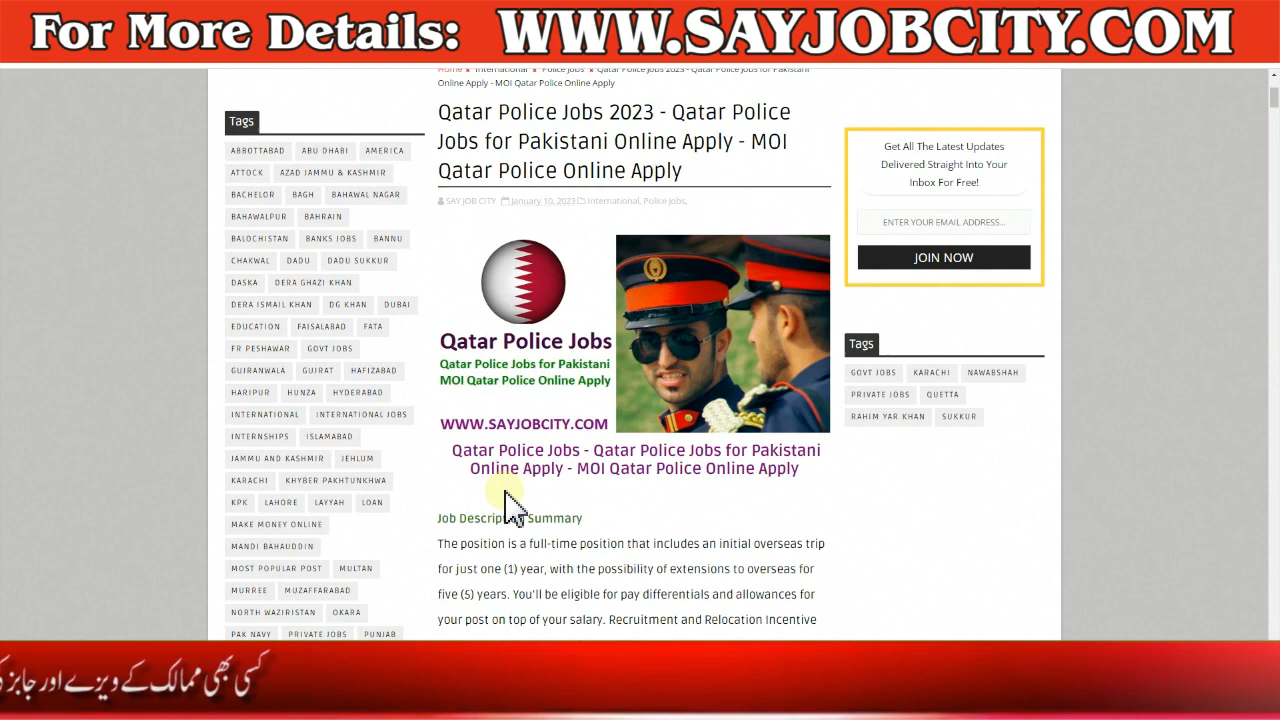 For More Details: WWW.SAYJOBCITY.COM
Home × International × Police Jobs × Qatar Police Jobs 2023 - Qatar Police Jobs for Pakistani
Online Apply - MOI Qatar Police Online Apply
Qatar Police Jobs 2023 - Qatar Police
Jobs for Pakistani Online Apply - MOI
Qatar Police Online Apply
SAY JOB CITY January 10, 2023 International, Police Jobs,
Tags
ABBOTTABAD ABU DHABI AMERICA
ATTOCK AZAD JAMMU & KASHMIR
BACHELOR BAGH BAHAWAL NAGAR
BAHAWALPUR BAHRAIN
BALOCHISTAN BANKS JOBS BANNU
CHAKWAL DADU DADU SUKKUR
DASKA DERA GHAZI KHAN
DERA ISMAIL KHAN DG KHAN DUBAI
EDUCATION FAISALABAD FATA
FR PESHAWAR GOVT JOBS
GUJRANWALA GUJRAT HAFIZABAD
HARIPUR HUNZA HYDERABAD
INTERNATIONAL INTERNATIONAL JOBS
INTERNSHIPS ISLAMABAD
JAMMU AND KASHMIR JEHLUM
KARACHI KHYBER PAKHTUNKHWA
KPK LAHORE LAYYAH LOAN
MAKE MONEY ONLINE
MANDI BAHAUDDIN
MOST POPULAR POST MULTAN
MURREE MUZAFFARABAD
NORTH WAZIRISTAN OKARA
PAK NAVY PRIVATE JOBS PUNJAB
Qatar Police Jobs
Qatar Police Jobs for Pakistani
MOI Qatar Police Online Apply
WWW.SAYJOBCITY.COM
Qatar Police Jobs - Qatar Police Jobs for Pakistani
Online Apply - MOI Qatar Police Online Apply
Job Description Summary
The position is a full-time position that includes an initial overseas trip
for just one (1) year, with the possibility of extensions to overseas for
five (5) years. You'll be eligible for pay differentials and allowances for
your post on top of your salary. Recruitment and Relocation Incentive
Get All The Latest Updates
Delivered Straight Into Your
Inbox For Free!
ENTER YOUR EMAIL ADDRESS...
JOIN NOW
Tags
GOVT JOBS KARACHI NAWABSHAH
PRIVATE JOBS QUETTA
RAHIM YAR KHAN SUKKUR
کسی بھی ممالک کے ویزے اور جابز